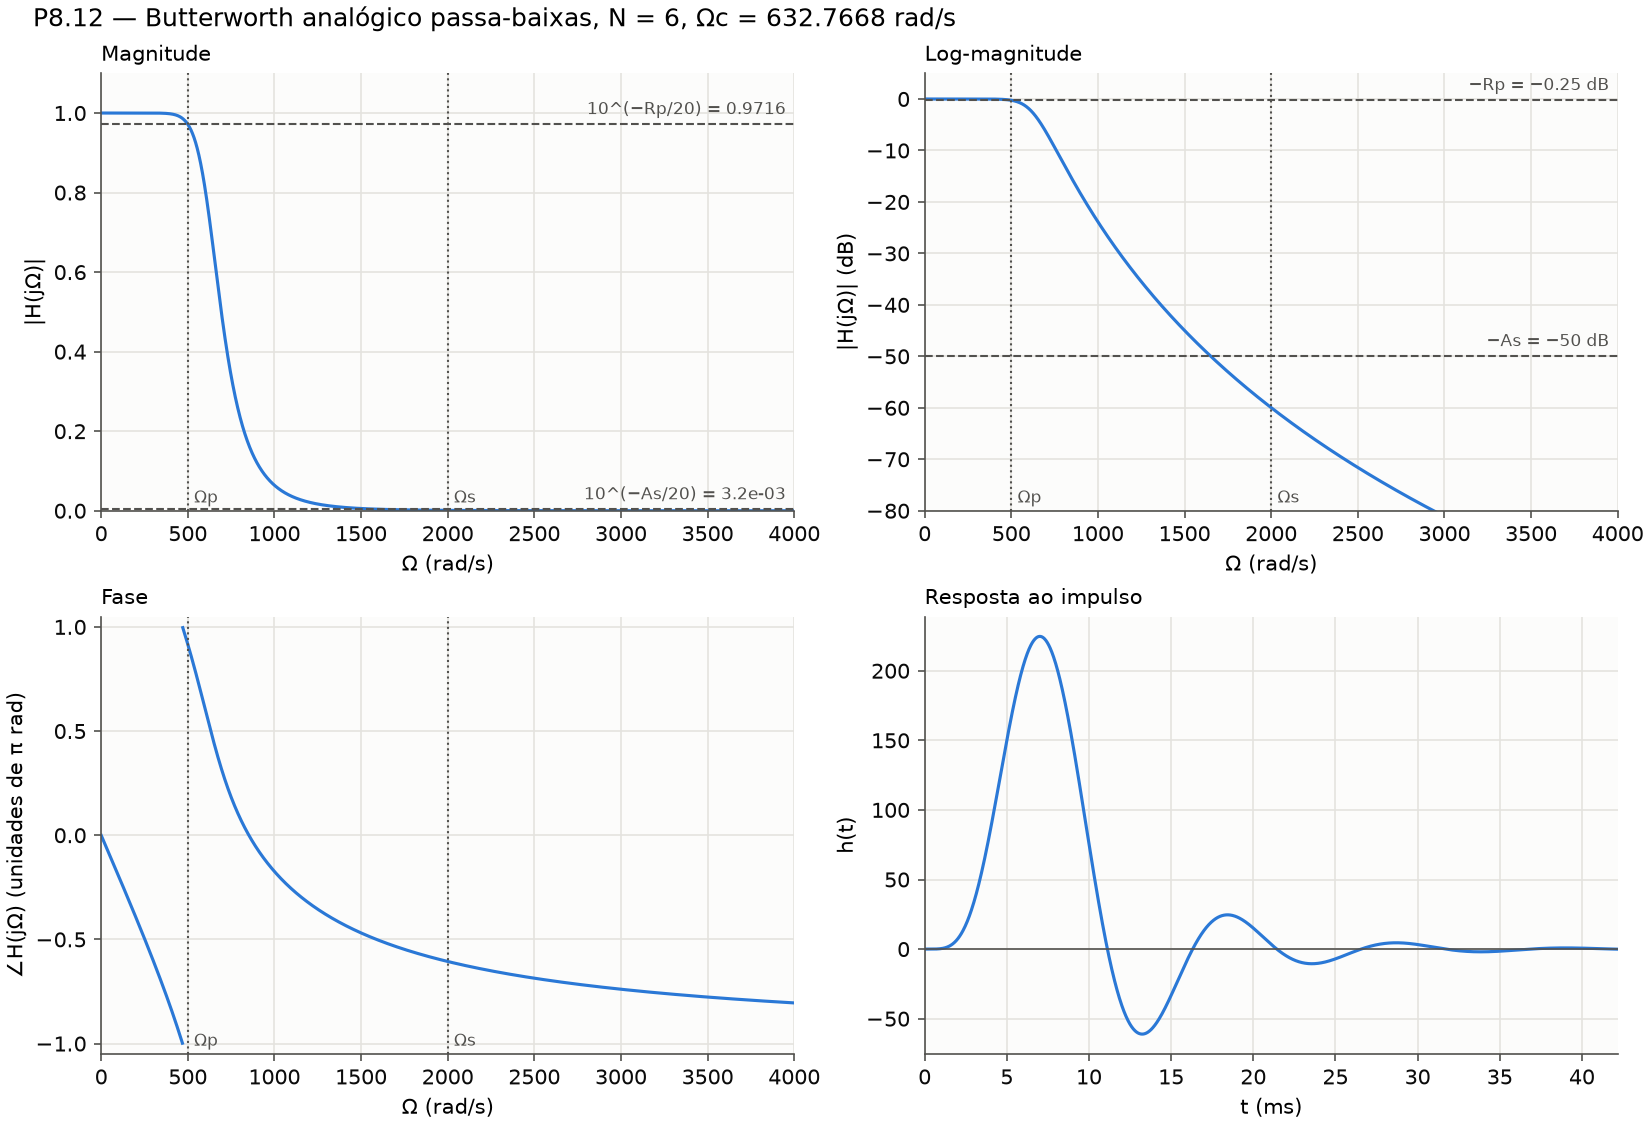 P8.12 — Butterworth analógico passa-baixas, N = 6, Ωc = 632.7668 rad/s
Magnitude
|H(jΩ)|
1.0
0.8
0.6
0.4
0.2
0.0
10^(−Rp/20) = 0.9716
10^(−As/20) = 3.2e-03
Ωp
Ωs
0 500 1000 1500 2000 2500 3000 3500 4000
Ω (rad/s)
Log-magnitude
|H(jΩ)| (dB)
0
−10
−20
−30
−40
−50
−60
−70
−80
−Rp = −0.25 dB
−As = −50 dB
Ωp
Ωs
0 500 1000 1500 2000 2500 3000 3500 4000
Ω (rad/s)
Fase
∠H(jΩ) (unidades de π rad)
1.0
0.5
0.0
−0.5
−1.0
Ωp
Ωs
0 500 1000 1500 2000 2500 3000 3500 4000
Ω (rad/s)
Resposta ao impulso
h(t)
200
150
100
50
0
−50
0 5 10 15 20 25 30 35 40
t (ms)